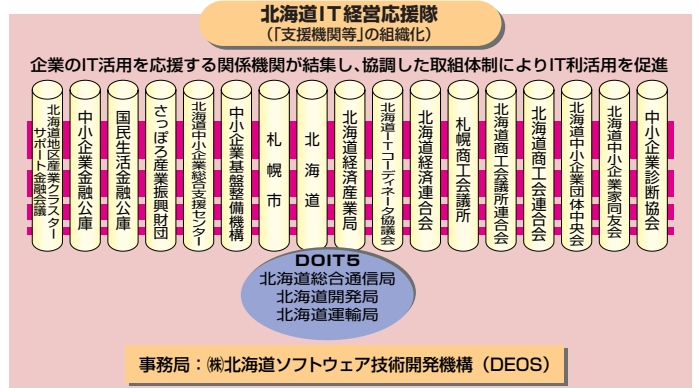 北海道IT経営応援隊
(「支援機関等」の組織化)
企業のIT活用を応援する関係機関が結集し、協調した取組体制によりIT利活用を促進
北海道地区産業クラスター
サポート金融会議
中小企業金融公庫
国民生活金融公庫
さっぽろ産業振興財団
北海道中小企業総合支援センター
中小企業基盤整備機構
札幌市
北海道
北海道経済産業局
北海道ITコーディネータ協議会
北海道経済連合会
札幌商工会議所
北海道商工会議所連合会
北海道商工会連合会
北海道中小企業団体中央会
北海道中小企業家同友会
中小企業診断協会
DOIT5
北海道総合通信局
北海道開発局
北海道運輸局
事務局：㈱北海道ソフトウェア技術開発機構（DEOS）